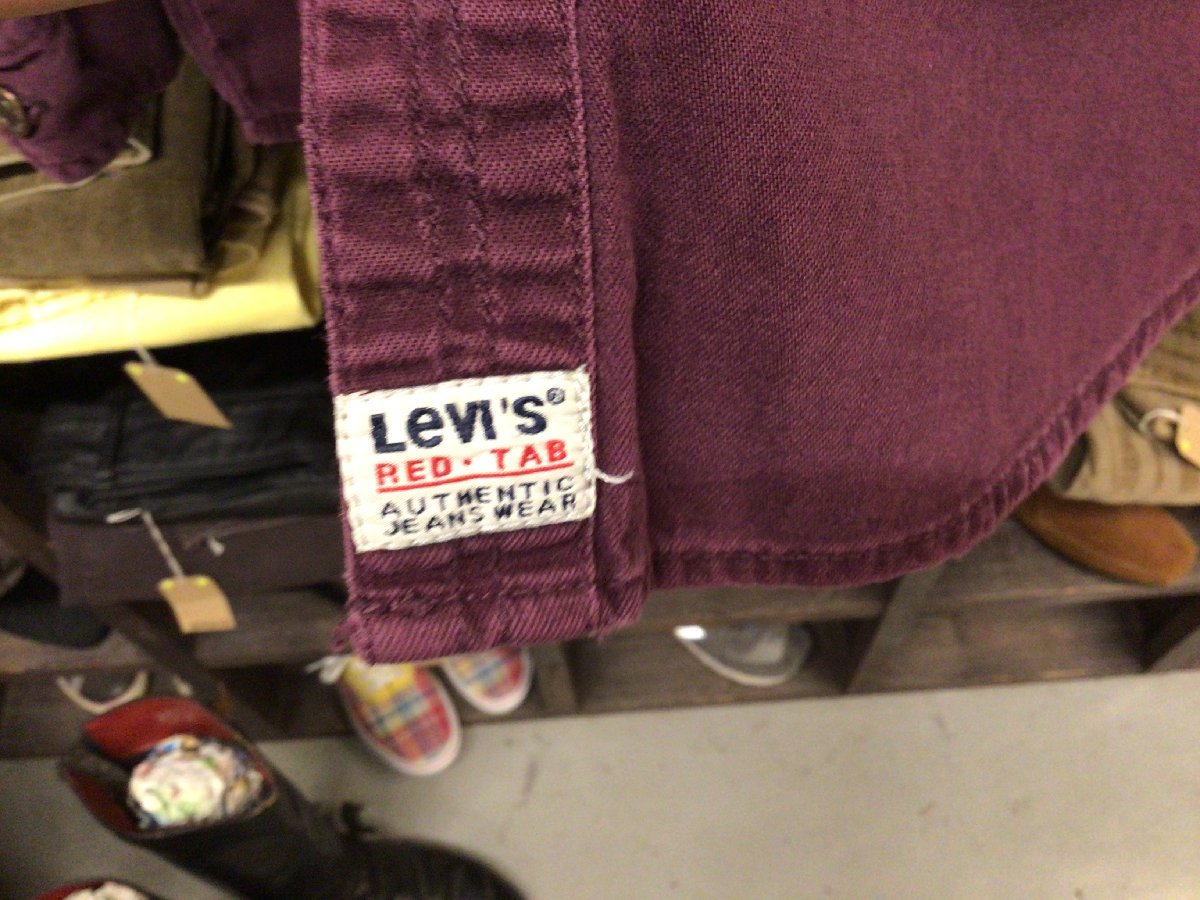 Levi's®
RED · TAB
AUTHENTIC
JEANS WEAR